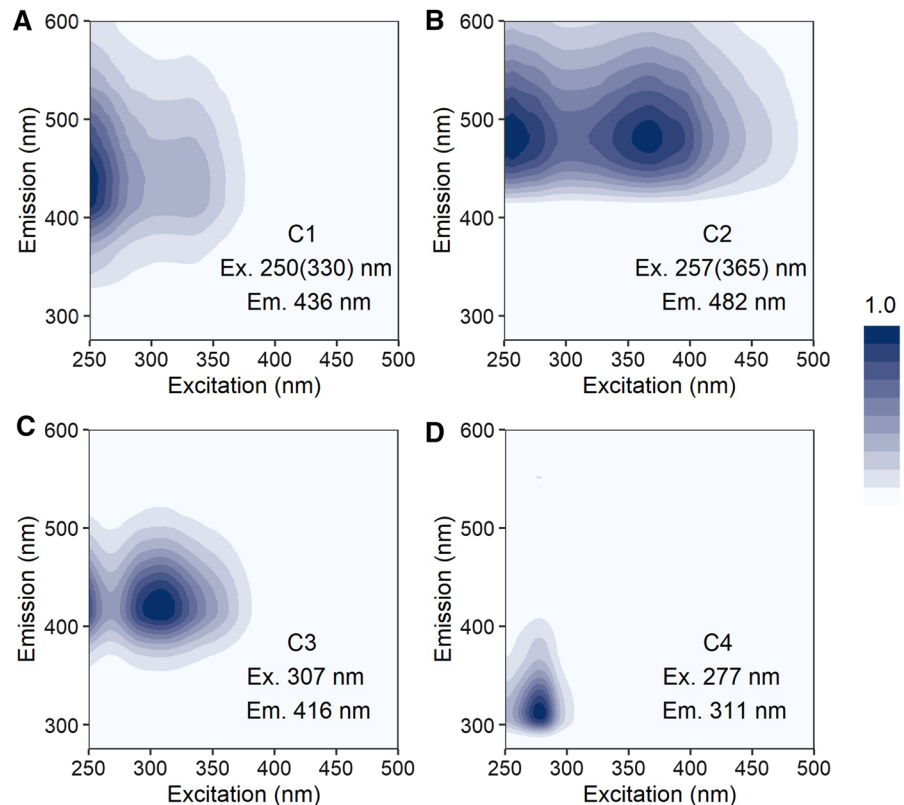 A
600
500
400
300
Emission (nm)
C1
Ex. 250(330) nm
Em. 436 nm
250 300 350 400 450 500
Excitation (nm)
B
600
500
400
300
Emission (nm)
C2
Ex. 257(365) nm
Em. 482 nm
250 300 350 400 450 500
Excitation (nm)
1.0
C
600
500
400
300
Emission (nm)
C3
Ex. 307 nm
Em. 416 nm
250 300 350 400 450 500
Excitation (nm)
D
600
500
400
300
Emission (nm)
C4
Ex. 277 nm
Em. 311 nm
250 300 350 400 450 500
Excitation (nm)